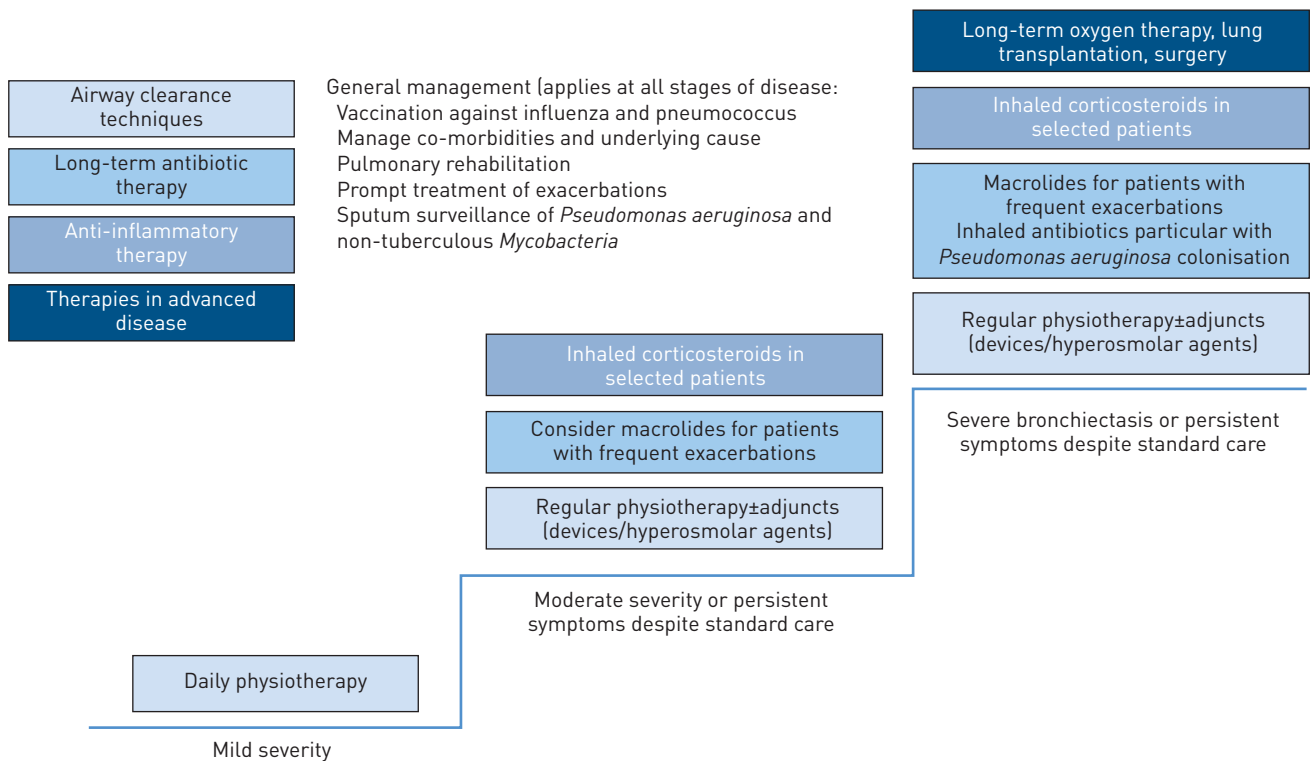 Airway clearance
techniques
Long-term antibiotic
therapy
Anti-inflammatory
therapy
Therapies in advanced
disease
General management (applies at all stages of disease:
Vaccination against influenza and pneumococcus
Manage co-morbidities and underlying cause
Pulmonary rehabilitation
Prompt treatment of exacerbations
Sputum surveillance of Pseudomonas aeruginosa and
non-tuberculous Mycobacteria
Daily physiotherapy
Mild severity
Inhaled corticosteroids in
selected patients
Consider macrolides for patients
with frequent exacerbations
Regular physiotherapy±adjuncts
(devices/hyperosmolar agents)
Moderate severity or persistent
symptoms despite standard care
Long-term oxygen therapy, lung
transplantation, surgery
Inhaled corticosteroids in
selected patients
Macrolides for patients with
frequent exacerbations
Inhaled antibiotics particular with
Pseudomonas aeruginosa colonisation
Regular physiotherapy±adjuncts
(devices/hyperosmolar agents)
Severe bronchiectasis or persistent
symptoms despite standard care